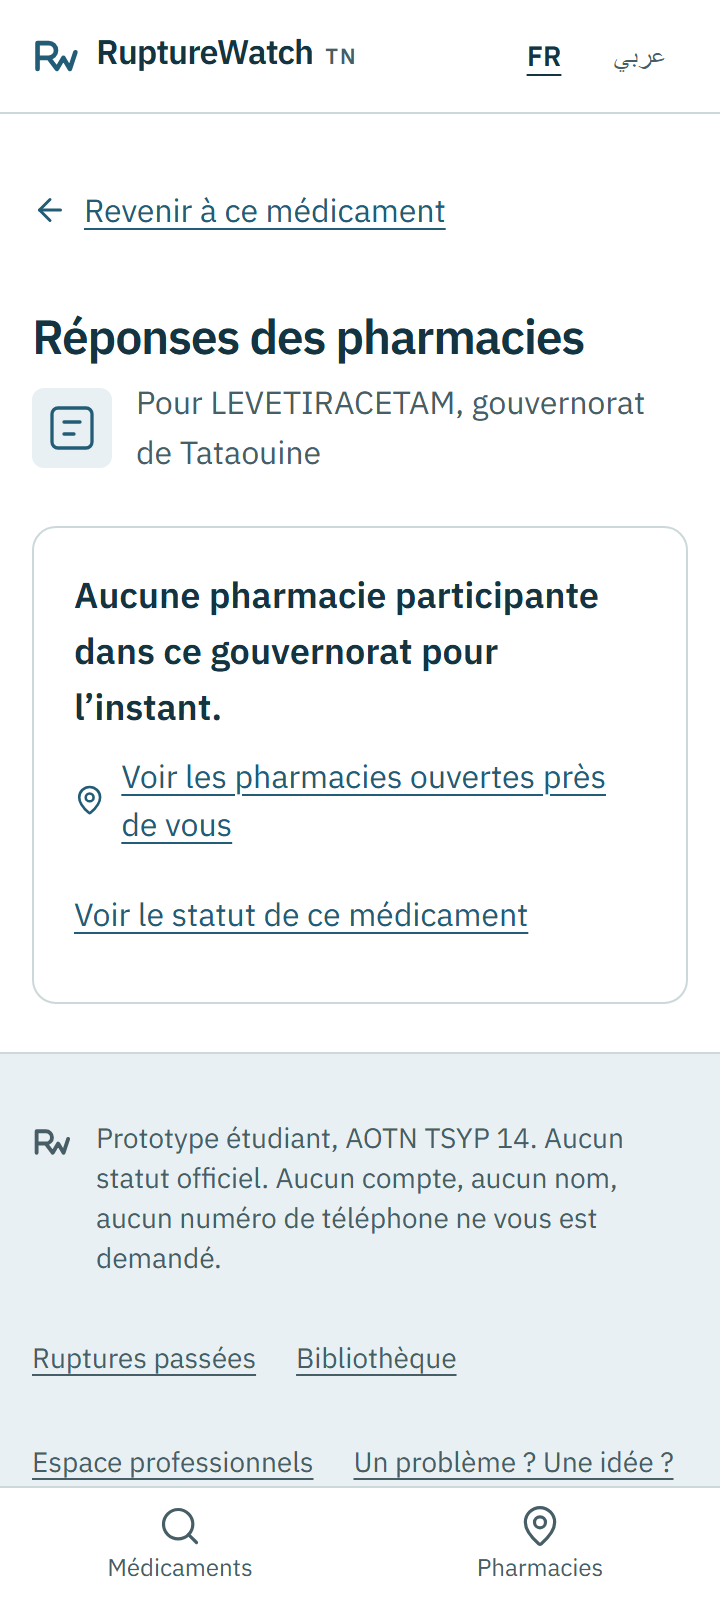 RW RuptureWatch TN FR عربي
Revenir à ce médicament
Réponses des pharmacies
Pour LEVETIRACETAM, gouvernorat
de Tataouine
Aucune pharmacie participante
dans ce gouvernorat pour
l’instant.
Voir les pharmacies ouvertes près
de vous
Voir le statut de ce médicament
RW Prototype étudiant, AOTN TSYP 14. Aucun
statut officiel. Aucun compte, aucun nom,
aucun numéro de téléphone ne vous est
demandé.
Ruptures passées Bibliothèque
Espace professionnels Un problème ? Une idée ?
Médicaments Pharmacies